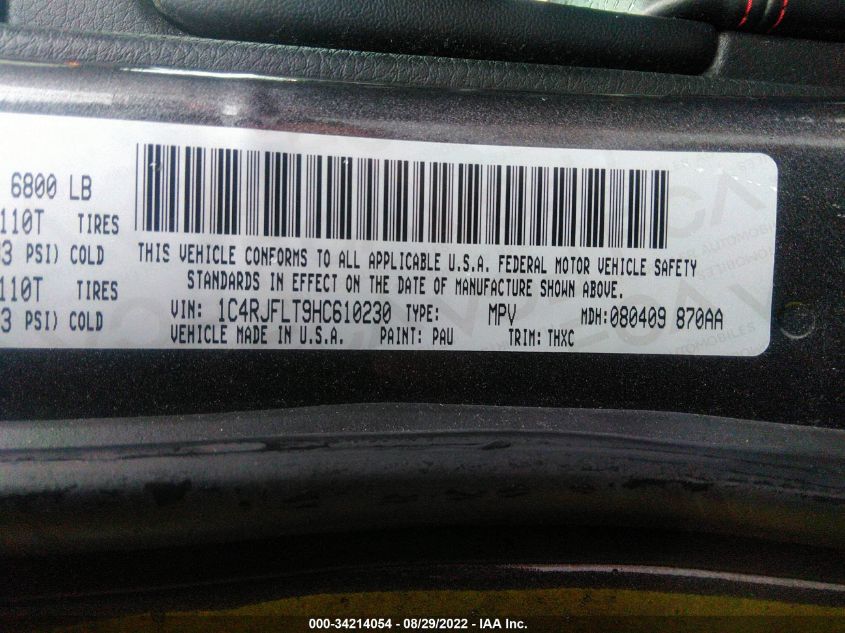 6800 LB
110T TIRES
3 PSI) COLD
110T TIRES
3 PSI) COLD
THIS VEHICLE CONFORMS TO ALL APPLICABLE U.S.A. FEDERAL MOTOR VEHICLE SAFETY
STANDARDS IN EFFECT ON THE DATE OF MANUFACTURE SHOWN ABOVE.
VIN: 1C4RJFLT9HC610230 TYPE: MPV MDH:080409 870AA
VEHICLE MADE IN U.S.A. PAINT: PAU TRIM: THXC
000-34214054 - 08/29/2022 - IAA Inc.